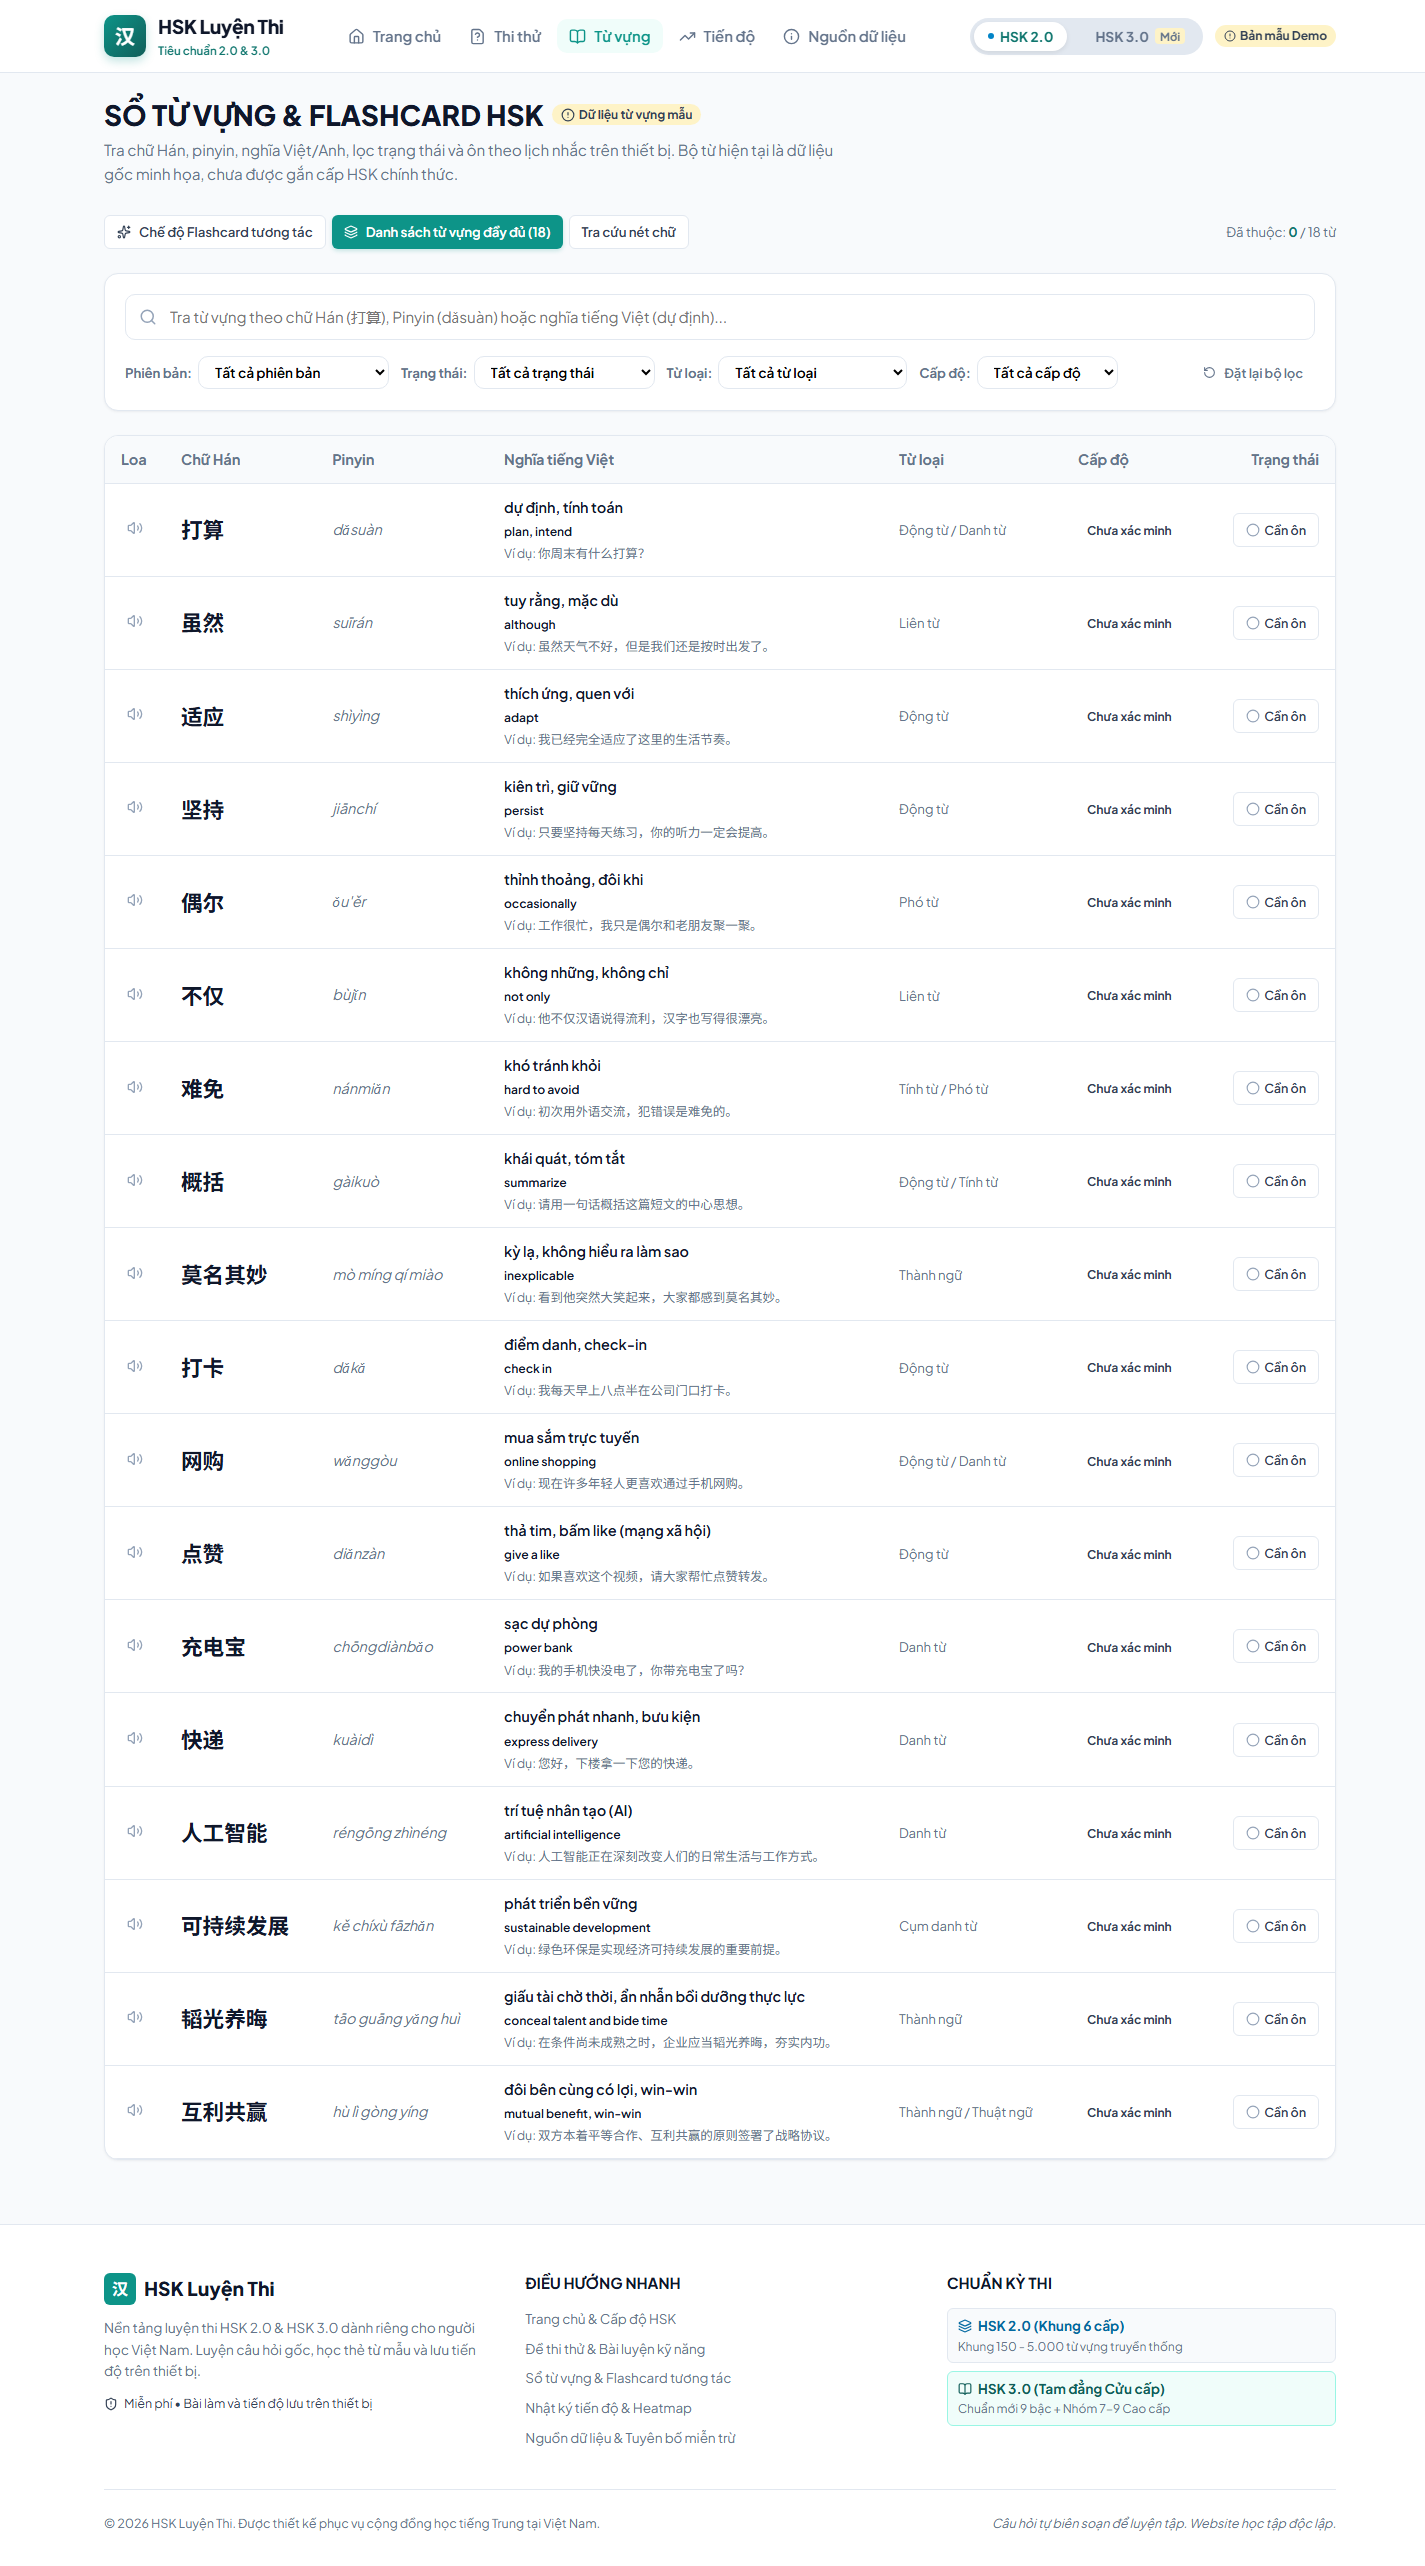 汉
HSK Luyện Thi
Tiêu chuẩn 2.0 & 3.0
Trang chủ
Thi thử
Từ vựng
Tiến độ
Nguồn dữ liệu
HSK 2.0
HSK 3.0 Mới
Bản mẫu Demo
SỔ TỪ VỰNG & FLASHCARD HSK
Dữ liệu từ vựng mẫu
Tra chữ Hán, pinyin, nghĩa Việt/Anh, lọc trạng thái và ôn theo lịch nhắc trên thiết bị. Bộ từ hiện tại là dữ liệu
gốc minh họa, chưa được gắn cấp HSK chính thức.
Chế độ Flashcard tương tác
Danh sách từ vựng đầy đủ (18)
Tra cứu nét chữ
Đã thuộc: 0 / 18 từ
Tra từ vựng theo chữ Hán (打算), Pinyin (dǎsuàn) hoặc nghĩa tiếng Việt (dự định)...
Phiên bản: Tất cả phiên bản
Trạng thái: Tất cả trạng thái
Từ loại: Tất cả từ loại
Cấp độ: Tất cả cấp độ
Đặt lại bộ lọc
Loa Chữ Hán Pinyin Nghĩa tiếng Việt Từ loại Cấp độ Trạng thái
打算 dǎsuàn dự định, tính toán Động từ / Danh từ Chưa xác minh Cần ôn
plan, intend
Ví dụ: 你周末有什么打算？
虽然 suīrán tuy rằng, mặc dù Liên từ Chưa xác minh Cần ôn
although
Ví dụ: 虽然天气不好，但是我们还是按时出发了。
适应 shìyìng thích ứng, quen với Động từ Chưa xác minh Cần ôn
adapt
Ví dụ: 我已经完全适应了这里的生活节奏。
坚持 jiānchí kiên trì, giữ vững Động từ Chưa xác minh Cần ôn
persist
Ví dụ: 只要坚持每天练习，你的听力一定会提高。
偶尔 ǒu'ěr thỉnh thoảng, đôi khi Phó từ Chưa xác minh Cần ôn
occasionally
Ví dụ: 工作很忙，我只是偶尔和老朋友聚一聚。
不仅 bùjǐn không những, không chỉ Liên từ Chưa xác minh Cần ôn
not only
Ví dụ: 他不仅汉语说得流利，汉字也写得很漂亮。
难免 nánmiǎn khó tránh khỏi Tính từ / Phó từ Chưa xác minh Cần ôn
hard to avoid
Ví dụ: 初次用外语交流，犯错误是难免的。
概括 gàikuò khái quát, tóm tắt Động từ / Tính từ Chưa xác minh Cần ôn
summarize
Ví dụ: 请用一句话概括这篇短文的中心思想。
莫名其妙 mò míng qí miào kỳ lạ, không hiểu ra làm sao Thành ngữ Chưa xác minh Cần ôn
inexplicable
Ví dụ: 看到他突然大笑起来，大家都感到莫名其妙。
打卡 dǎkǎ điểm danh, check-in Động từ Chưa xác minh Cần ôn
check in
Ví dụ: 我每天早上八点半在公司门口打卡。
网购 wǎnggòu mua sắm trực tuyến Động từ / Danh từ Chưa xác minh Cần ôn
online shopping
Ví dụ: 现在许多年轻人更喜欢通过手机网购。
点赞 diǎnzàn thả tim, bấm like (mạng xã hội) Động từ Chưa xác minh Cần ôn
give a like
Ví dụ: 如果喜欢这个视频，请大家帮忙点赞转发。
充电宝 chōngdiànbǎo sạc dự phòng Danh từ Chưa xác minh Cần ôn
power bank
Ví dụ: 我的手机快没电了，你带充电宝了吗？
快递 kuàidì chuyển phát nhanh, bưu kiện Danh từ Chưa xác minh Cần ôn
express delivery
Ví dụ: 您好，下楼拿一下您的快递。
人工智能 réngōng zhìnéng trí tuệ nhân tạo (AI) Danh từ Chưa xác minh Cần ôn
artificial intelligence
Ví dụ: 人工智能正在深刻改变人们的日常生活与工作方式。
可持续发展 kě chíxù fāzhǎn phát triển bền vững Cụm danh từ Chưa xác minh Cần ôn
sustainable development
Ví dụ: 绿色环保是实现经济可持续发展的重要前提。
韬光养晦 tāo guāng yǎng huì giấu tài chờ thời, ẩn nhẫn bồi dưỡng thực lực Thành ngữ Chưa xác minh Cần ôn
conceal talent and bide time
Ví dụ: 在条件尚未成熟之时，企业应当韬光养晦，夯实内功。
互利共赢 hù lì gòng yíng đôi bên cùng có lợi, win-win Thành ngữ / Thuật ngữ Chưa xác minh Cần ôn
mutual benefit, win-win
Ví dụ: 双方本着平等合作、互利共赢的原则签署了战略协议。
汉
HSK Luyện Thi
Nền tảng luyện thi HSK 2.0 & HSK 3.0 dành riêng cho người
học Việt Nam. Luyện câu hỏi gốc, học thẻ từ mẫu và lưu tiến
độ trên thiết bị.
Miễn phí • Bài làm và tiến độ lưu trên thiết bị
ĐIỀU HƯỚNG NHANH
Trang chủ & Cấp độ HSK
Đề thi thử & Bài luyện kỹ năng
Sổ từ vựng & Flashcard tương tác
Nhật ký tiến độ & Heatmap
Nguồn dữ liệu & Tuyên bố miễn trừ
CHUẨN KỲ THI
HSK 2.0 (Khung 6 cấp)
Khung 150 - 5.000 từ vựng truyền thống
HSK 3.0 (Tam đẳng Cửu cấp)
Chuẩn mới 9 bậc + Nhóm 7–9 Cao cấp
© 2026 HSK Luyện Thi. Được thiết kế phục vụ cộng đồng học tiếng Trung tại Việt Nam.
Câu hỏi tự biên soạn để luyện tập. Website học tập độc lập.